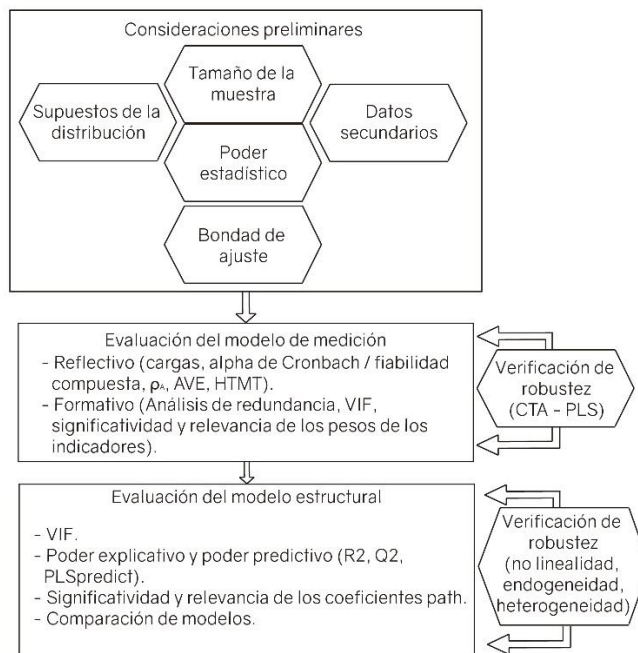 Consideraciones preliminares
Tamaño de la
muestra
Supuestos de la
distribución
Datos
secundarios
Poder
estadístico
Bondad de
ajuste
Evaluación del modelo de medición
- Reflectivo (cargas, alpha de Cronbach / fiabilidad
compuesta, ρA, AVE, HTMT).
- Formativo (Análisis de redundancia, VIF,
significatividad y relevancia de los pesos de los
indicadores).
Verificación de
robustez
(CTA - PLS)
Evaluación del modelo estructural
- VIF.
- Poder explicativo y poder predictivo (R2, Q2,
PLSpredict).
- Significatividad y relevancia de los coeficientes path.
- Comparación de modelos.
Verificación de
robustez
(no linealidad,
endogeneidad,
heterogeneidad)